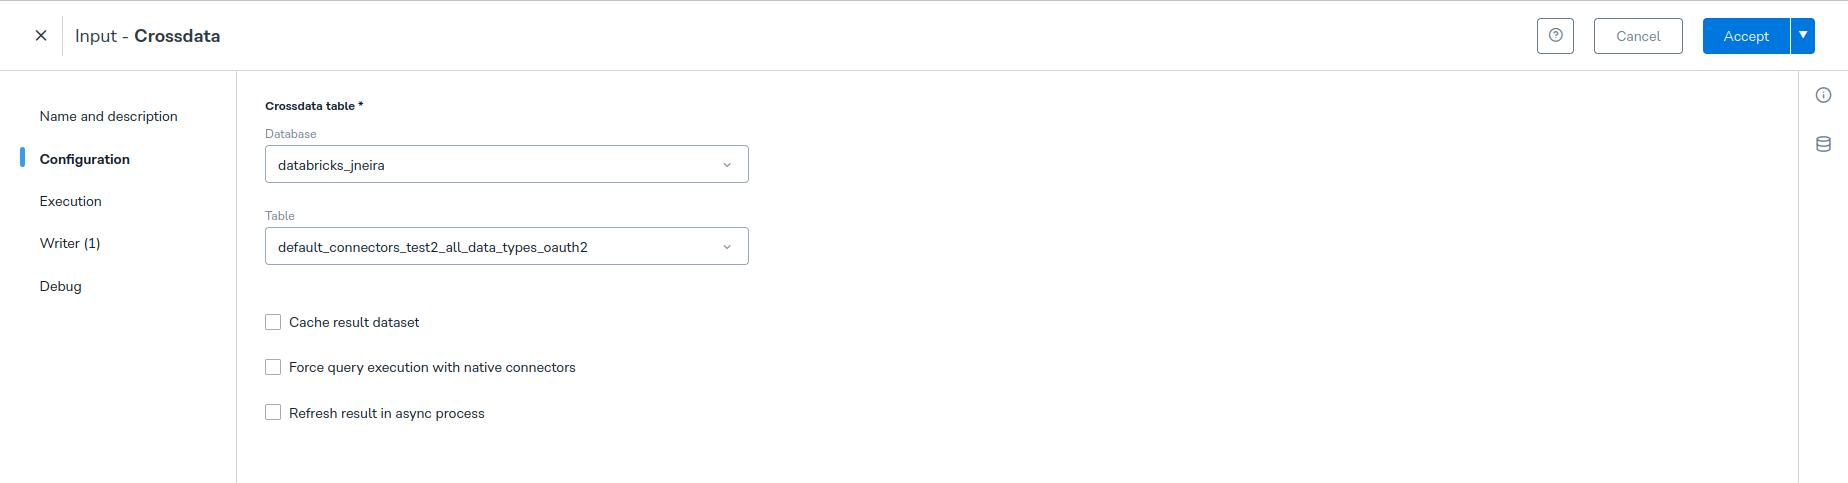 Input - Crossdata
Cancel
Accept
Name and description
Configuration
Execution
Writer (1)
Debug
Crossdata table *
Database
databricks_jneira
Table
default_connectors_test2_all_data_types_oauth2
Cache result dataset
Force query execution with native connectors
Refresh result in async process